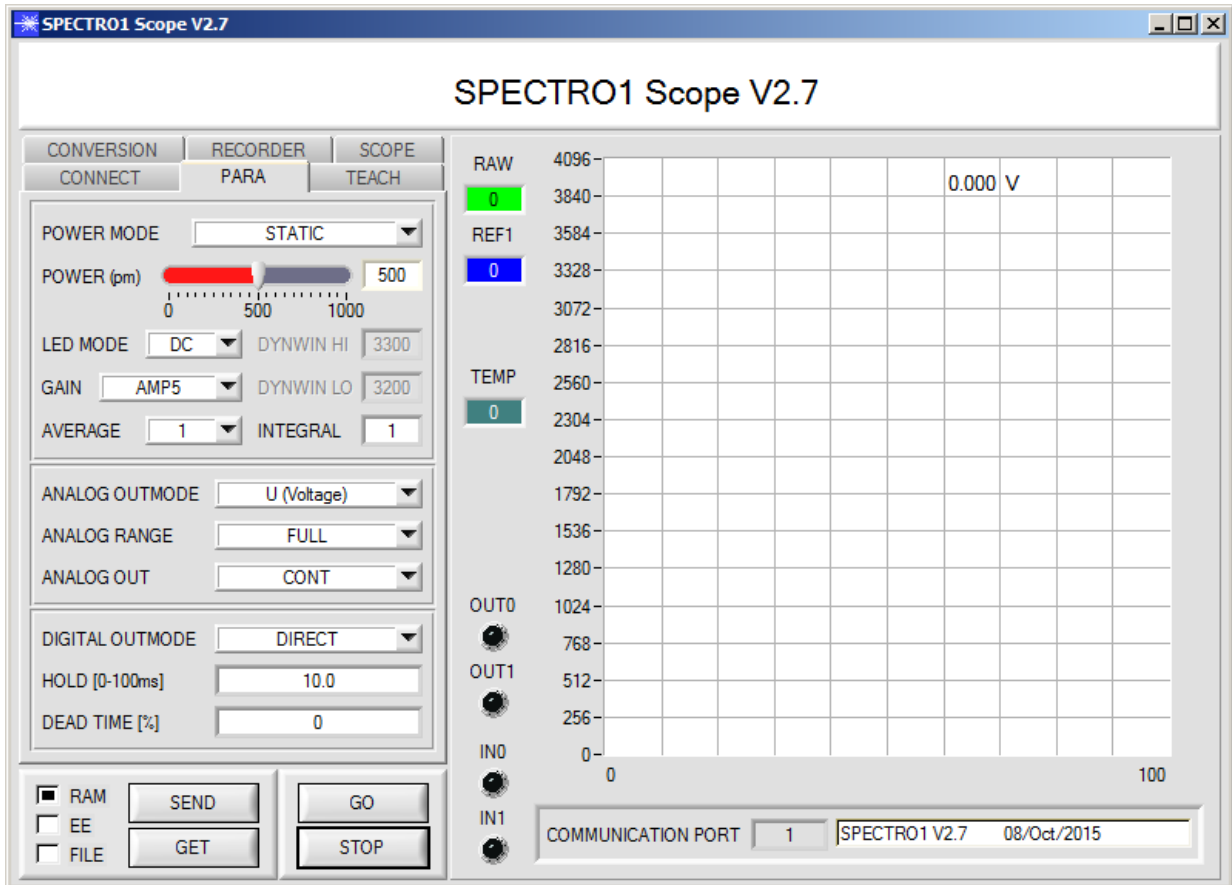 SPECTRO1 Scope V2.7
SPECTRO1 Scope V2.7
CONVERSION RECORDER SCOPE
CONNECT PARA TEACH
POWER MODE STATIC
POWER (pm) 500
0 500 1000
LED MODE DC DYNWIN HI 3300
GAIN AMP5 DYNWIN LO 3200
AVERAGE 1 INTEGRAL 1
ANALOG OUTMODE U (Voltage)
ANALOG RANGE FULL
ANALOG OUT CONT
DIGITAL OUTMODE DIRECT
HOLD [0-100ms] 10.0
DEAD TIME [%] 0
RAM
EE
FILE
SEND
GET
GO
STOP
RAW
0
REF1
0
TEMP
0
OUT0
OUT1
IN0
IN1
4096
3840
3584
3328
3072
2816
2560
2304
2048
1792
1536
1280
1024
768
512
256
0
0.000 V
0 100
COMMUNICATION PORT 1 SPECTRO1 V2.7 08/Oct/2015